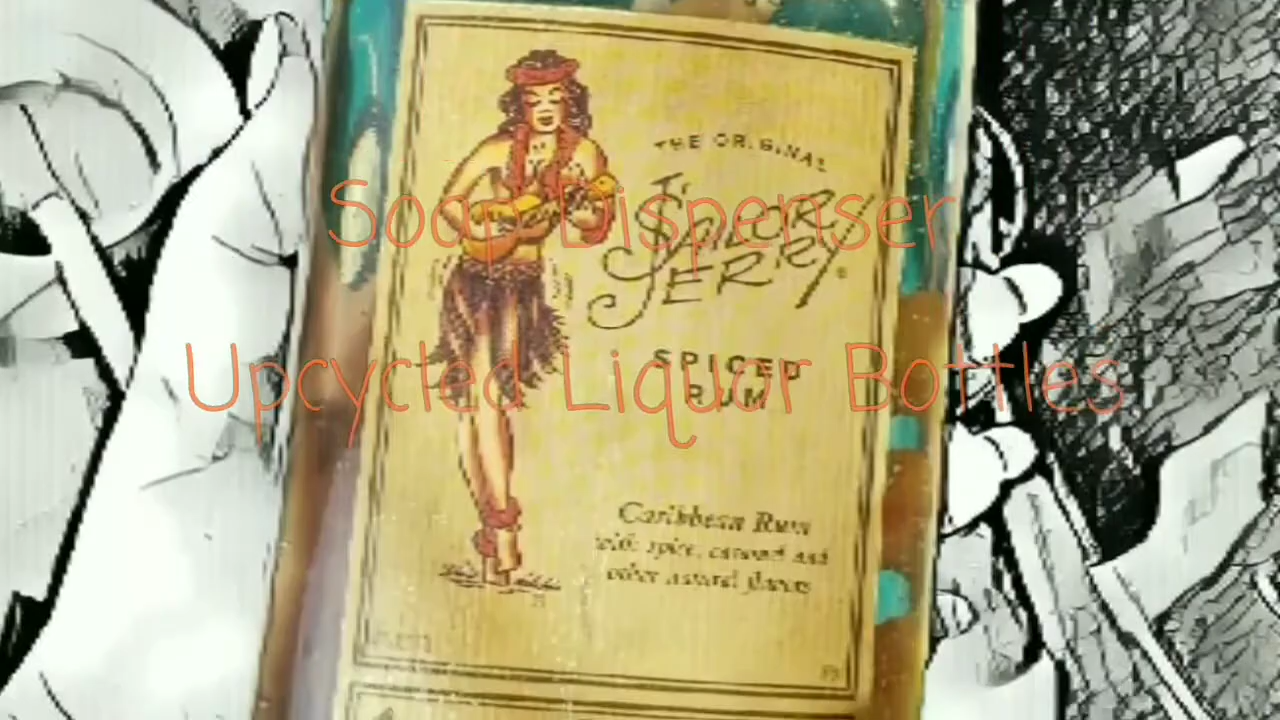 THE ORIGINAL
Soap Dispenser
SAILOR
JERRY
Upcycled Liquor Bottles
SPICED
RUM
Caribbean Rum
with spice, caramel and
other natural flavors